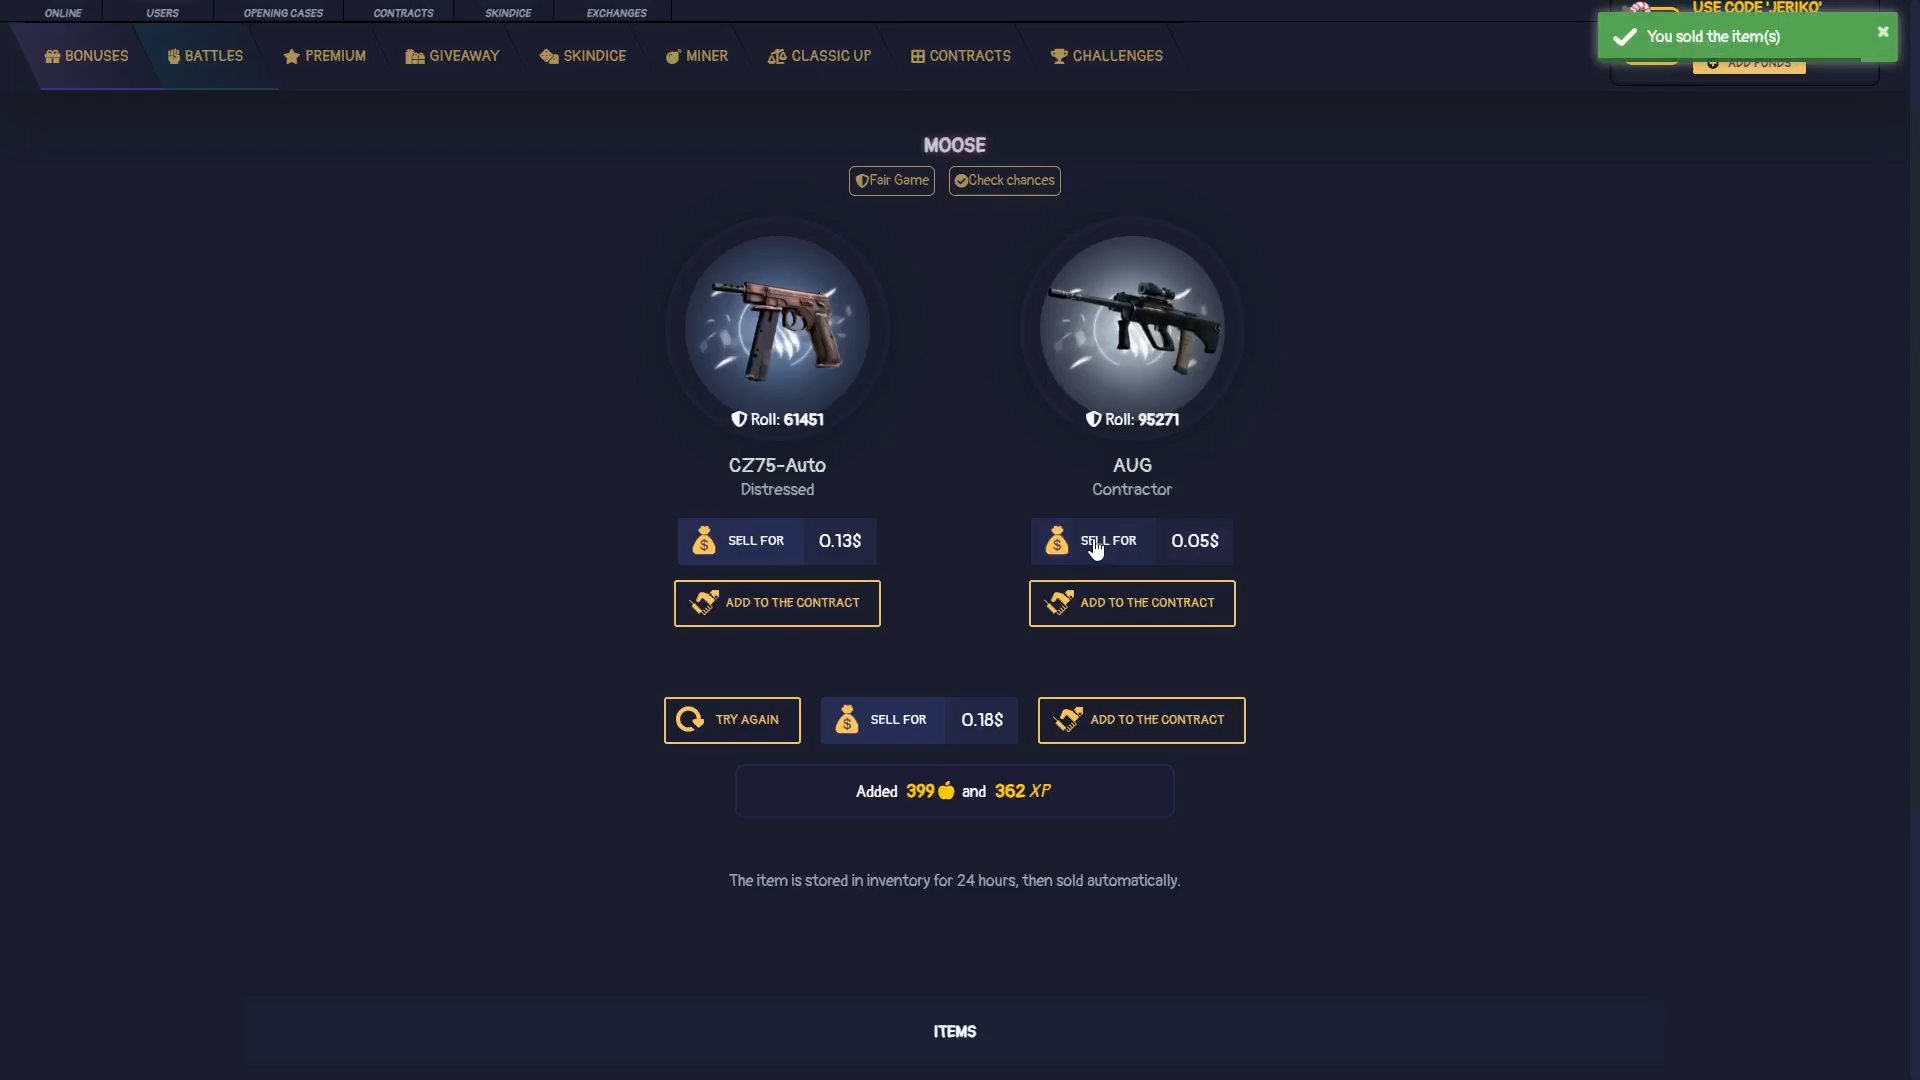 ONLINE USERS OPENING CASES CONTRACTS SKINDICE EXCHANGES
USE CODE 'JERIKO'
You sold the item(s)
ADD FUNDS
BONUSES BATTLES PREMIUM GIVEAWAY SKINDICE MINER CLASSIC UP CONTRACTS CHALLENGES
MOOSE
Fair Game Check chances
Roll: 61451 Roll: 95271
CZ75-Auto AUG
Distressed Contractor
SELL FOR 0.13$ SELL FOR 0.05$
ADD TO THE CONTRACT ADD TO THE CONTRACT
TRY AGAIN SELL FOR 0.18$ ADD TO THE CONTRACT
Added 399 and 362 XP
The item is stored in inventory for 24 hours, then sold automatically.
ITEMS